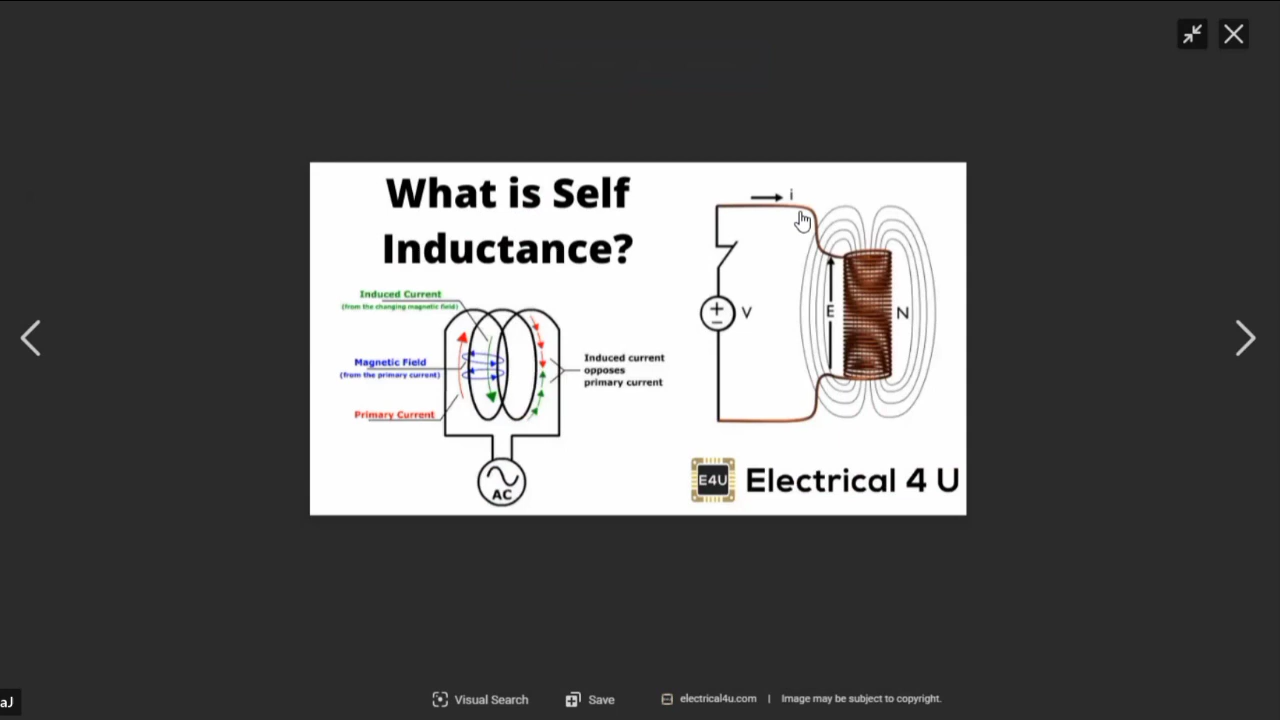 What is Self
Inductance?
Induced Current
(from the changing magnetic field)
Magnetic Field
(from the primary current)
Primary Current
Induced current
opposes
primary current
AC
i
V
E
N
E4U
Electrical 4 U
aJ
Visual Search
Save
electrical4u.com | Image may be subject to copyright.